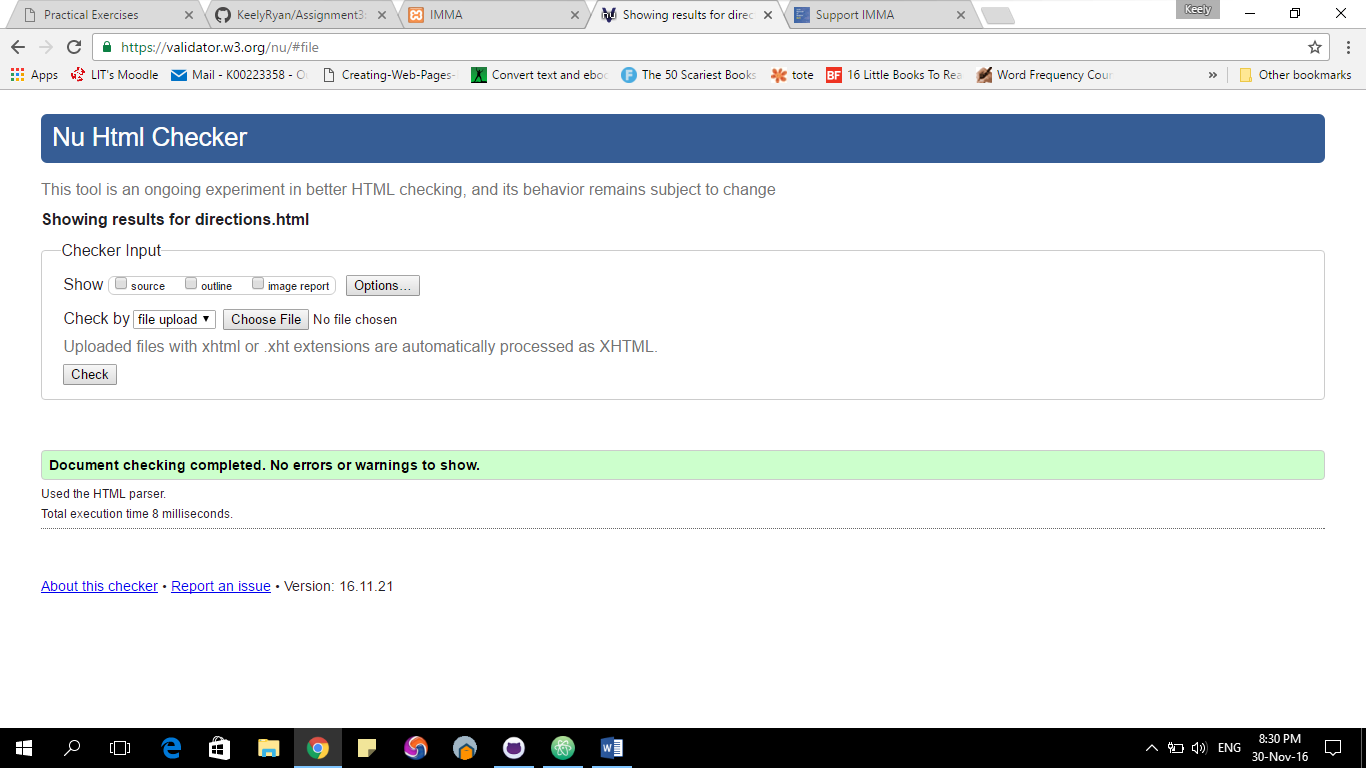 Practical Exercises
KeelyRyan/Assignment3
IMMA
Showing results for direc
Support IMMA
Keely
https://validator.w3.org/nu/#file
Apps
LIT's Moodle
Mail - K00223358 - O
Creating-Web-Pages-
Convert text and eboo
The 50 Scariest Books
tote
BF
16 Little Books To Rea
Word Frequency Cour
»
Other bookmarks
Nu Html Checker
This tool is an ongoing experiment in better HTML checking, and its behavior remains subject to change
Showing results for directions.html
Checker Input
Show source outline image report Options...
Check by file upload Choose File No file chosen
Uploaded files with xhtml or .xht extensions are automatically processed as XHTML.
Check
Document checking completed. No errors or warnings to show.
Used the HTML parser.
Total execution time 8 milliseconds.
About this checker • Report an issue • Version: 16.11.21
ENG
8:30 PM
30-Nov-16